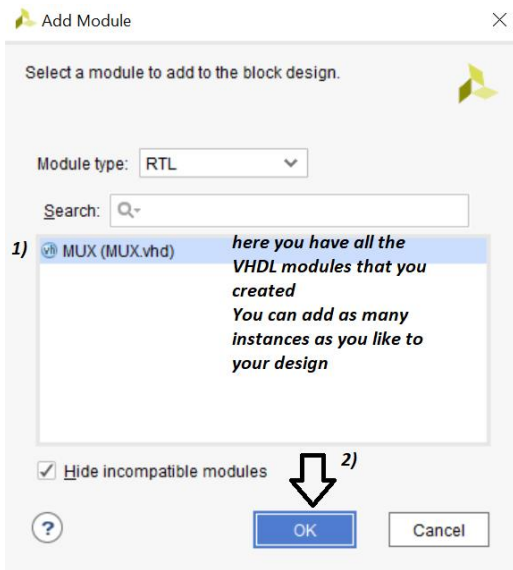 Add Module
Select a module to add to the block design.
Module type: RTL
Search:
1) MUX (MUX.vhd)
here you have all the
VHDL modules that you
created
You can add as many
instances as you like to
your design
Hide incompatible modules
2)
? OK Cancel